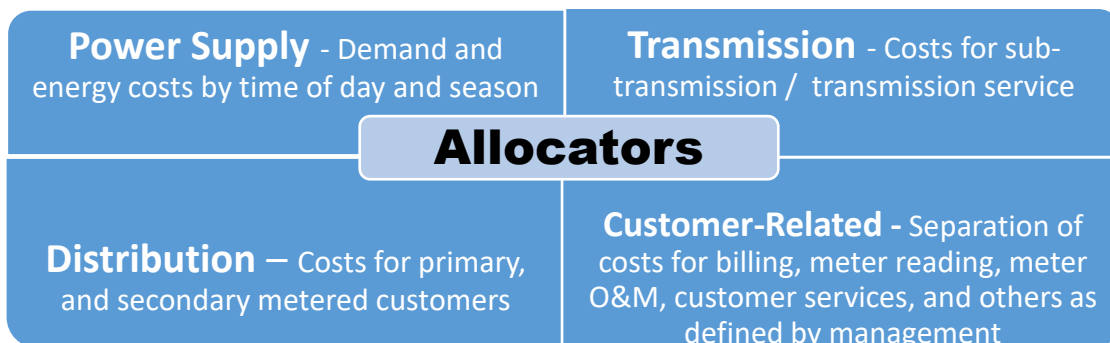 Power Supply - Demand and
energy costs by time of day and season
Transmission - Costs for sub-
transmission / transmission service
Allocators
Distribution – Costs for primary,
and secondary metered customers
Customer-Related - Separation of
costs for billing, meter reading, meter
O&M, customer services, and others as
defined by management